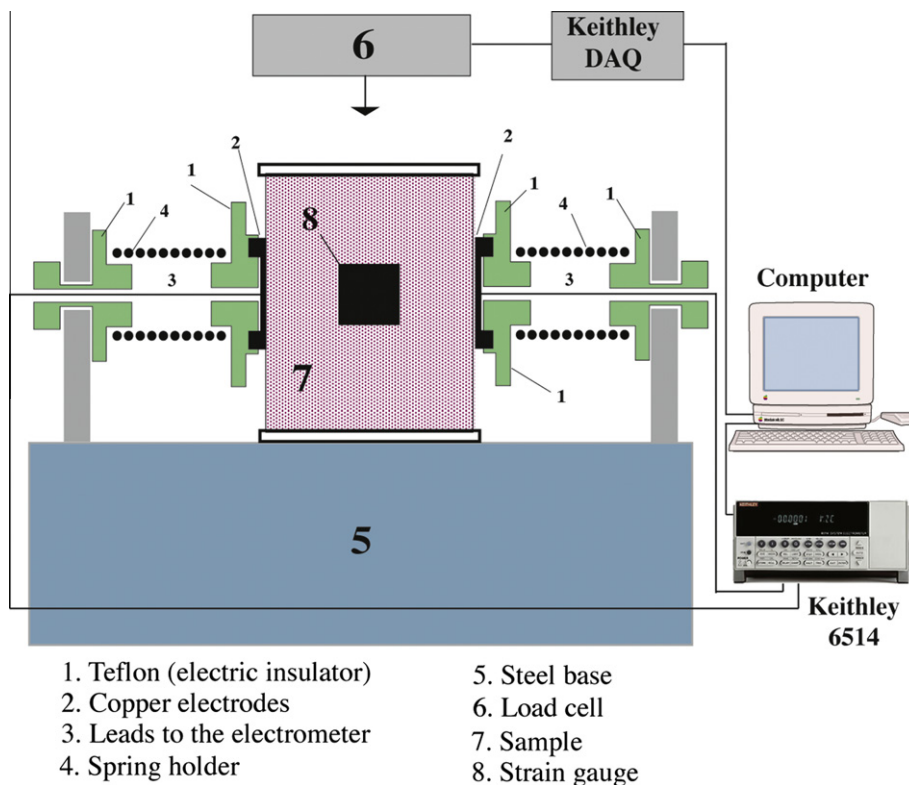 6
Keithley
DAQ
2
2
1
1
1
1
4
4
8
3
3
Computer
7
1
5
Keithley
6514
1. Teflon (electric insulator)
2. Copper electrodes
3. Leads to the electrometer
4. Spring holder
5. Steel base
6. Load cell
7. Sample
8. Strain gauge